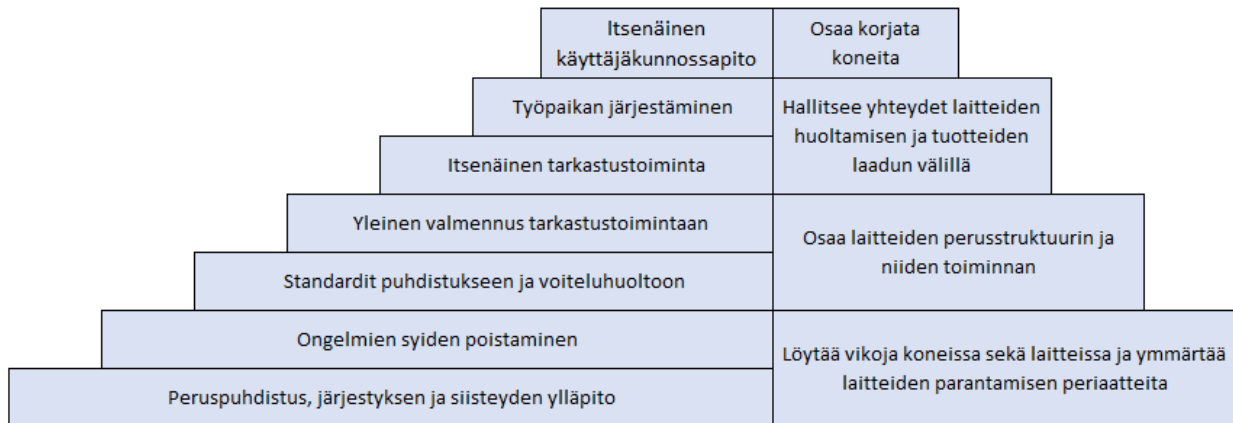 Itsenäinen
käyttäjäkunnossapito
Osaa korjata
koneita
Työpaikan järjestäminen
Itsenäinen tarkastustoiminta
Hallitsee yhteydet laitteiden
huoltamisen ja tuotteiden
laadun välillä
Yleinen valmennus tarkastustoimintaan
Standardit puhdistukseen ja voiteluhuoltoon
Osaa laitteiden perusstruktuurin ja
niiden toiminnan
Ongelmien syiden poistaminen
Peruspuhdistus, järjestyksen ja siisteyden ylläpito
Löytää vikoja koneissa sekä laitteissa ja ymmärtää
laitteiden parantamisen periaatteita